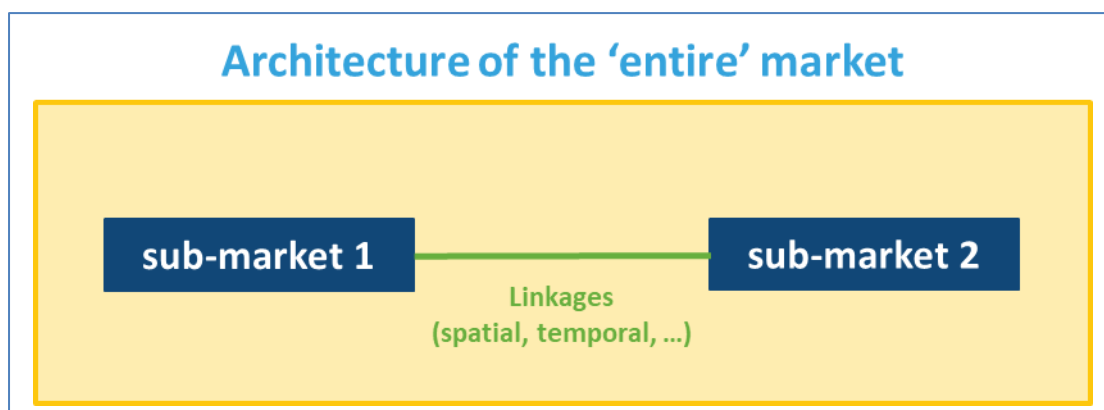 Architecture of the ‘entire’ market
sub-market 1
sub-market 2
Linkages
(spatial, temporal, …)